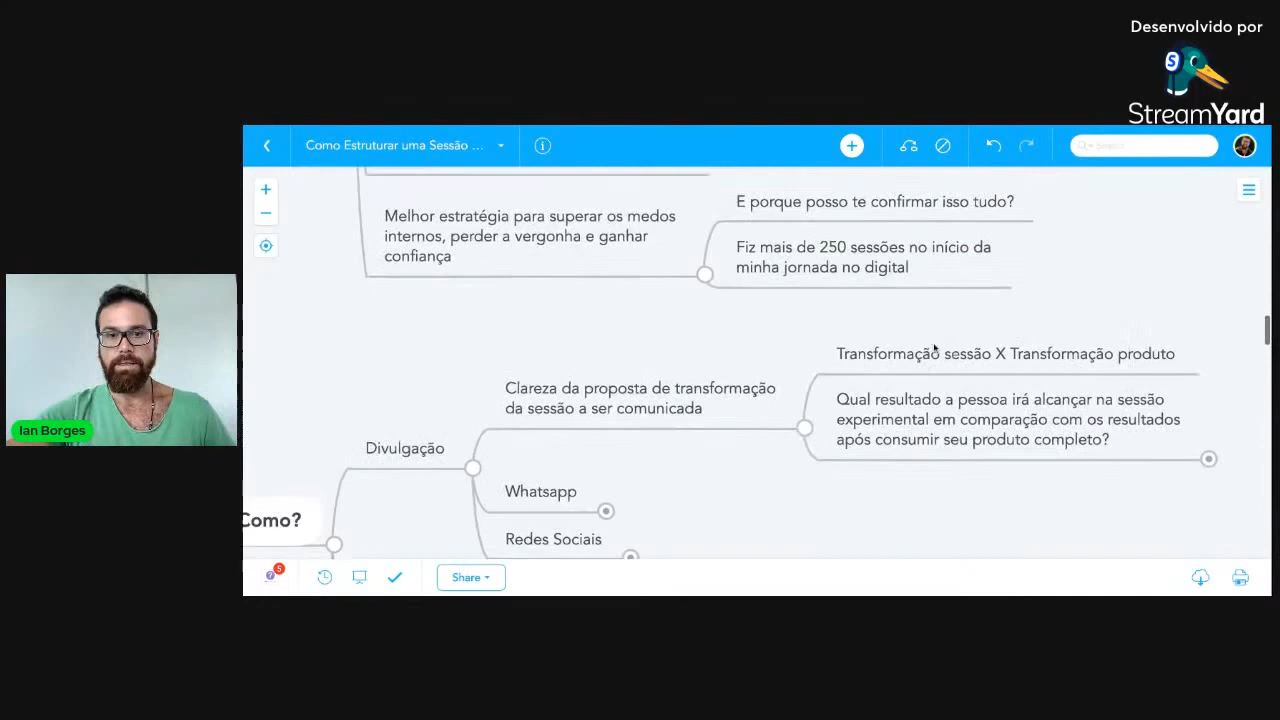 Desenvolvido por
StreamYard
Como Estruturar uma Sessão ...
Search
E porque posso te confirmar isso tudo?
Melhor estratégia para superar os medos
internos, perder a vergonha e ganhar
confiança
Fiz mais de 250 sessões no início da
minha jornada no digital
Transformação sessão X Transformação produto
Clareza da proposta de transformação
da sessão a ser comunicada
Qual resultado a pessoa irá alcançar na sessão
experimental em comparação com os resultados
após consumir seu produto completo?
Ian Borges
Divulgação
Whatsapp
Como?
Redes Sociais
5
Share